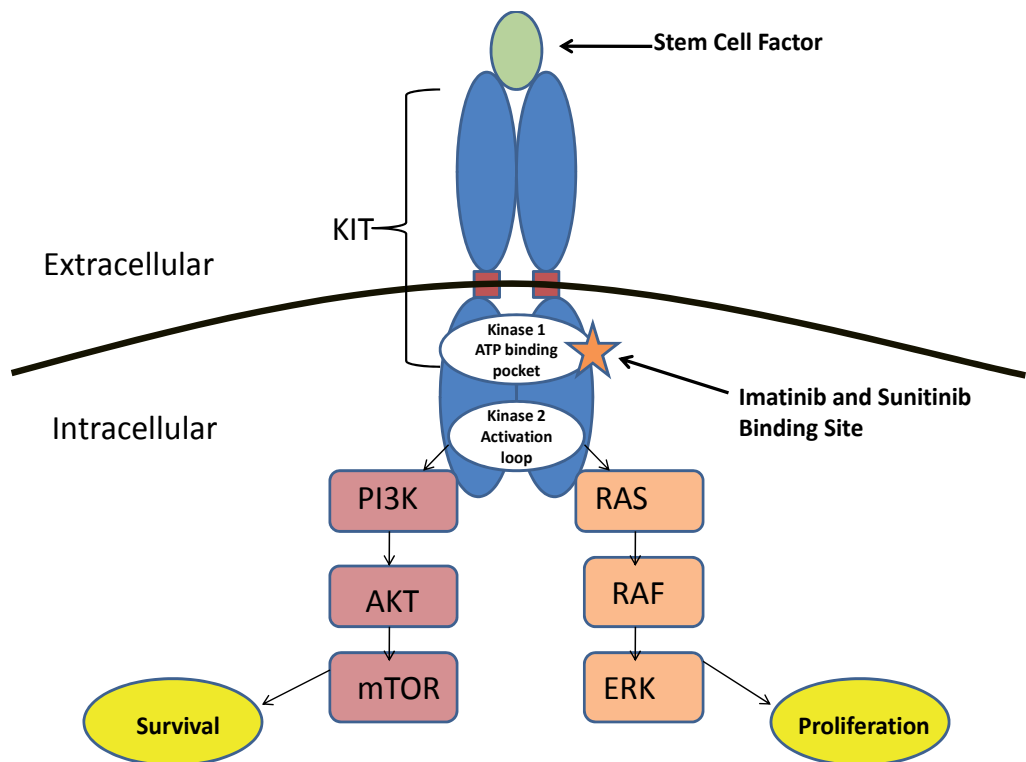 Stem Cell Factor
KIT
Extracellular
Kinase 1
ATP binding
pocket
Imatinib and Sunitinib
Binding Site
Intracellular
Kinase 2
Activation
loop
PI3K
RAS
AKT
RAF
mTOR
ERK
Survival
Proliferation